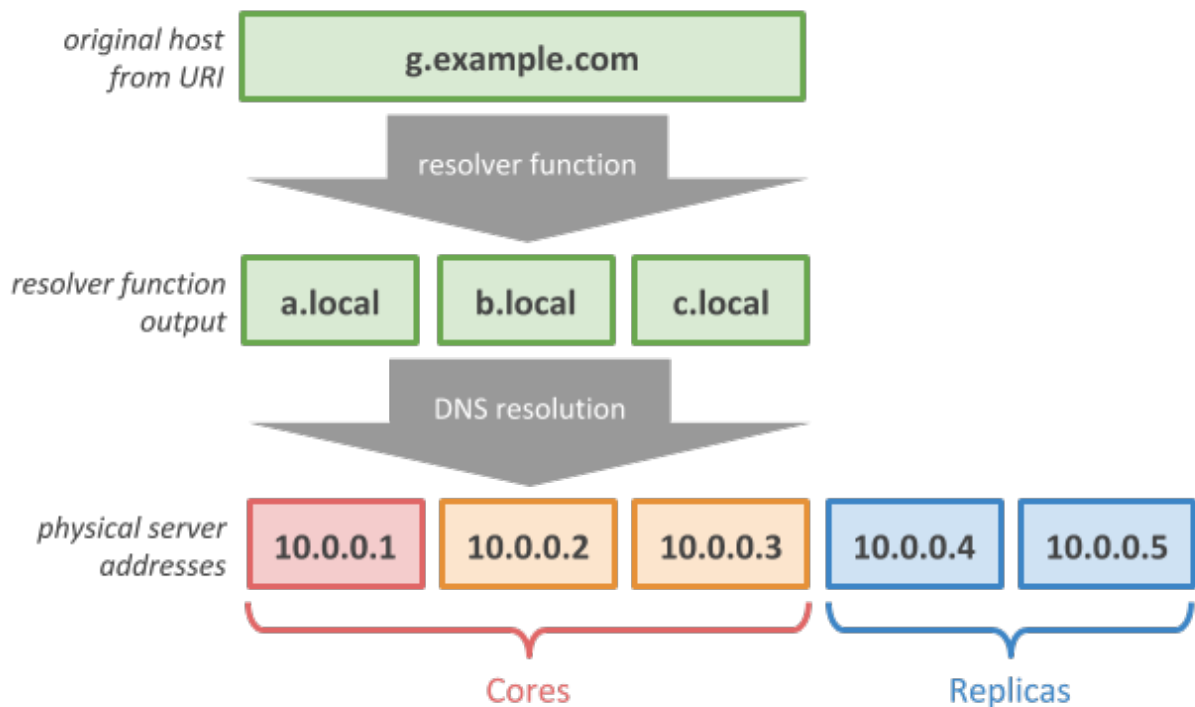 original host
from URI
g.example.com
resolver function
resolver function
output
a.local
b.local
c.local
DNS resolution
physical server
addresses
10.0.0.1
10.0.0.2
10.0.0.3
10.0.0.4
10.0.0.5
Cores
Replicas